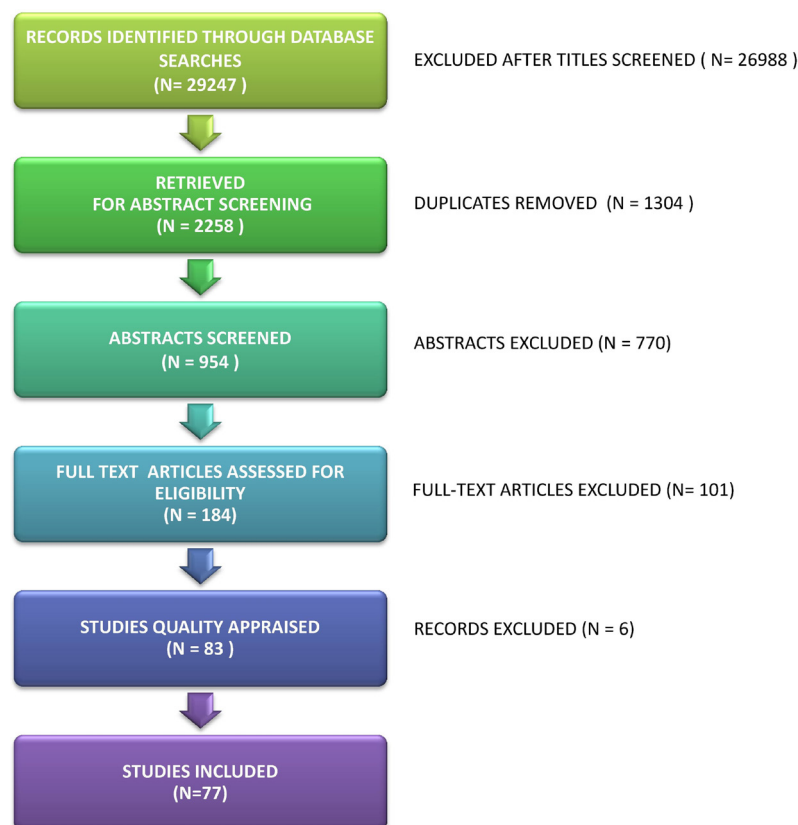 RECORDS IDENTIFIED THROUGH DATABASE
SEARCHES
(N= 29247 )
EXCLUDED AFTER TITLES SCREENED ( N= 26988 )
RETRIEVED
FOR ABSTRACT SCREENING
(N = 2258 )
DUPLICATES REMOVED (N = 1304 )
ABSTRACTS SCREENED
(N = 954 )
ABSTRACTS EXCLUDED (N = 770)
FULL TEXT ARTICLES ASSESSED FOR
ELIGIBILITY
(N = 184)
FULL-TEXT ARTICLES EXCLUDED (N= 101)
STUDIES QUALITY APPRAISED
(N = 83 )
RECORDS EXCLUDED (N = 6)
STUDIES INCLUDED
(N=77)